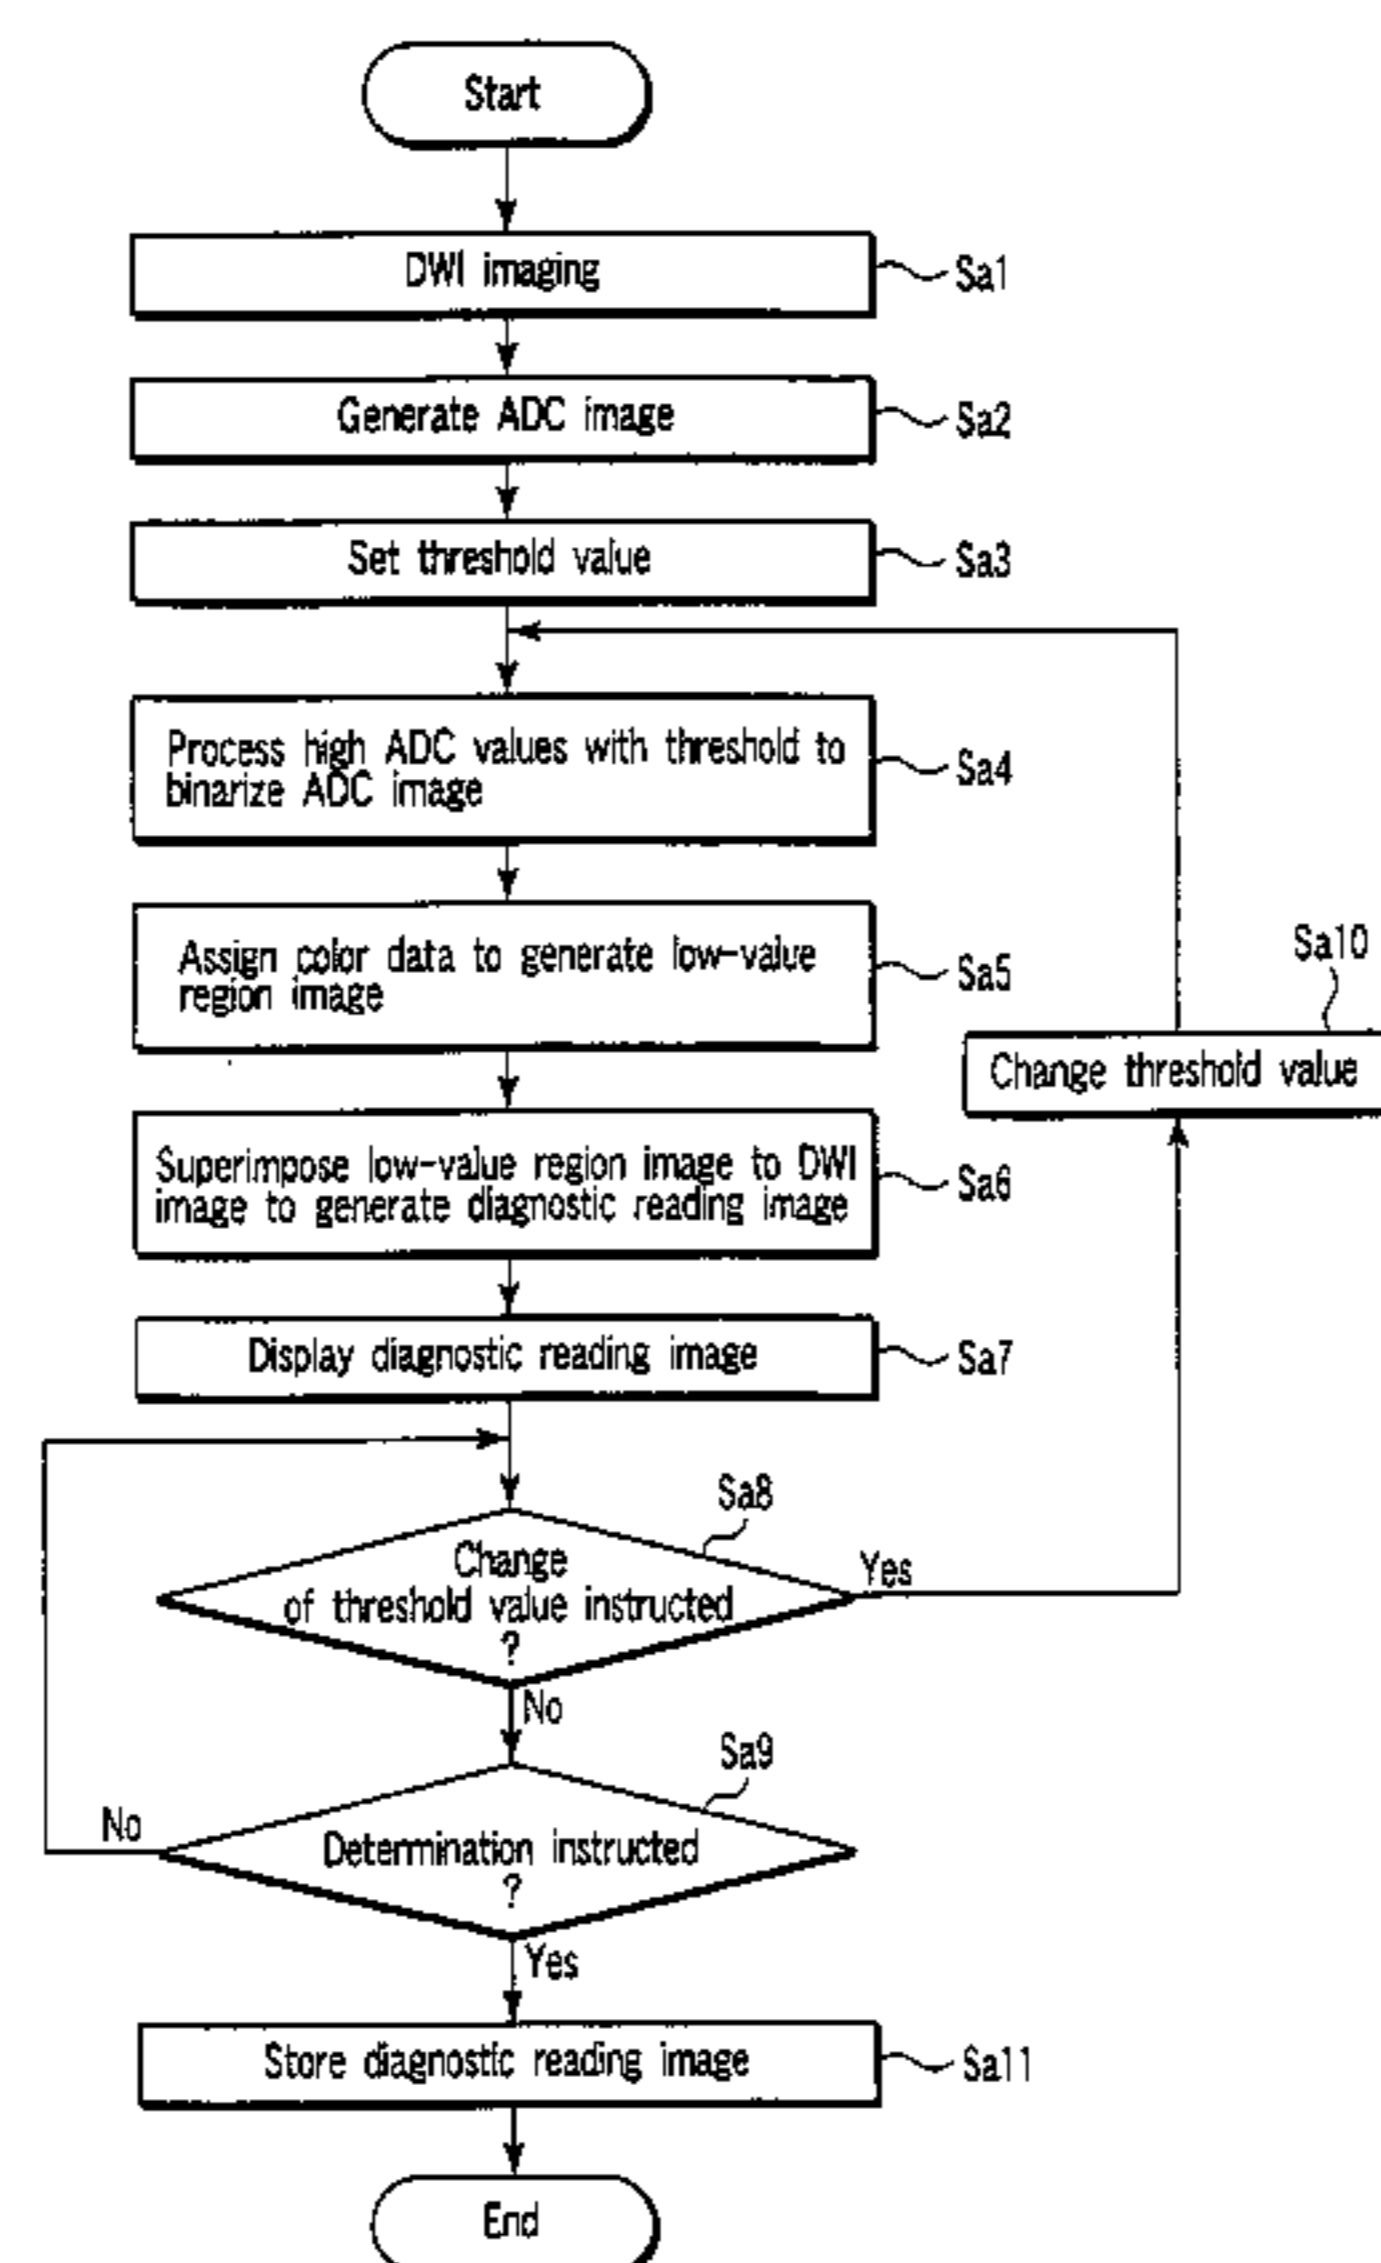 Start
DWI imaging
Sa1
Generate ADC image
Sa2
Set threshold value
Sa3
Process high ADC values with threshold to
binarize ADC image
Sa4
Assign color data to generate low-value
region image
Sa5
Sa10
Change threshold value
Superimpose low-value region image to DWI
image to generate diagnostic reading image
Sa6
Display diagnostic reading image
Sa7
Sa8
Change
of threshold value instructed
?
Yes
No
Sa9
Determination instructed
?
No
Yes
Store diagnostic reading image
Sa11
End